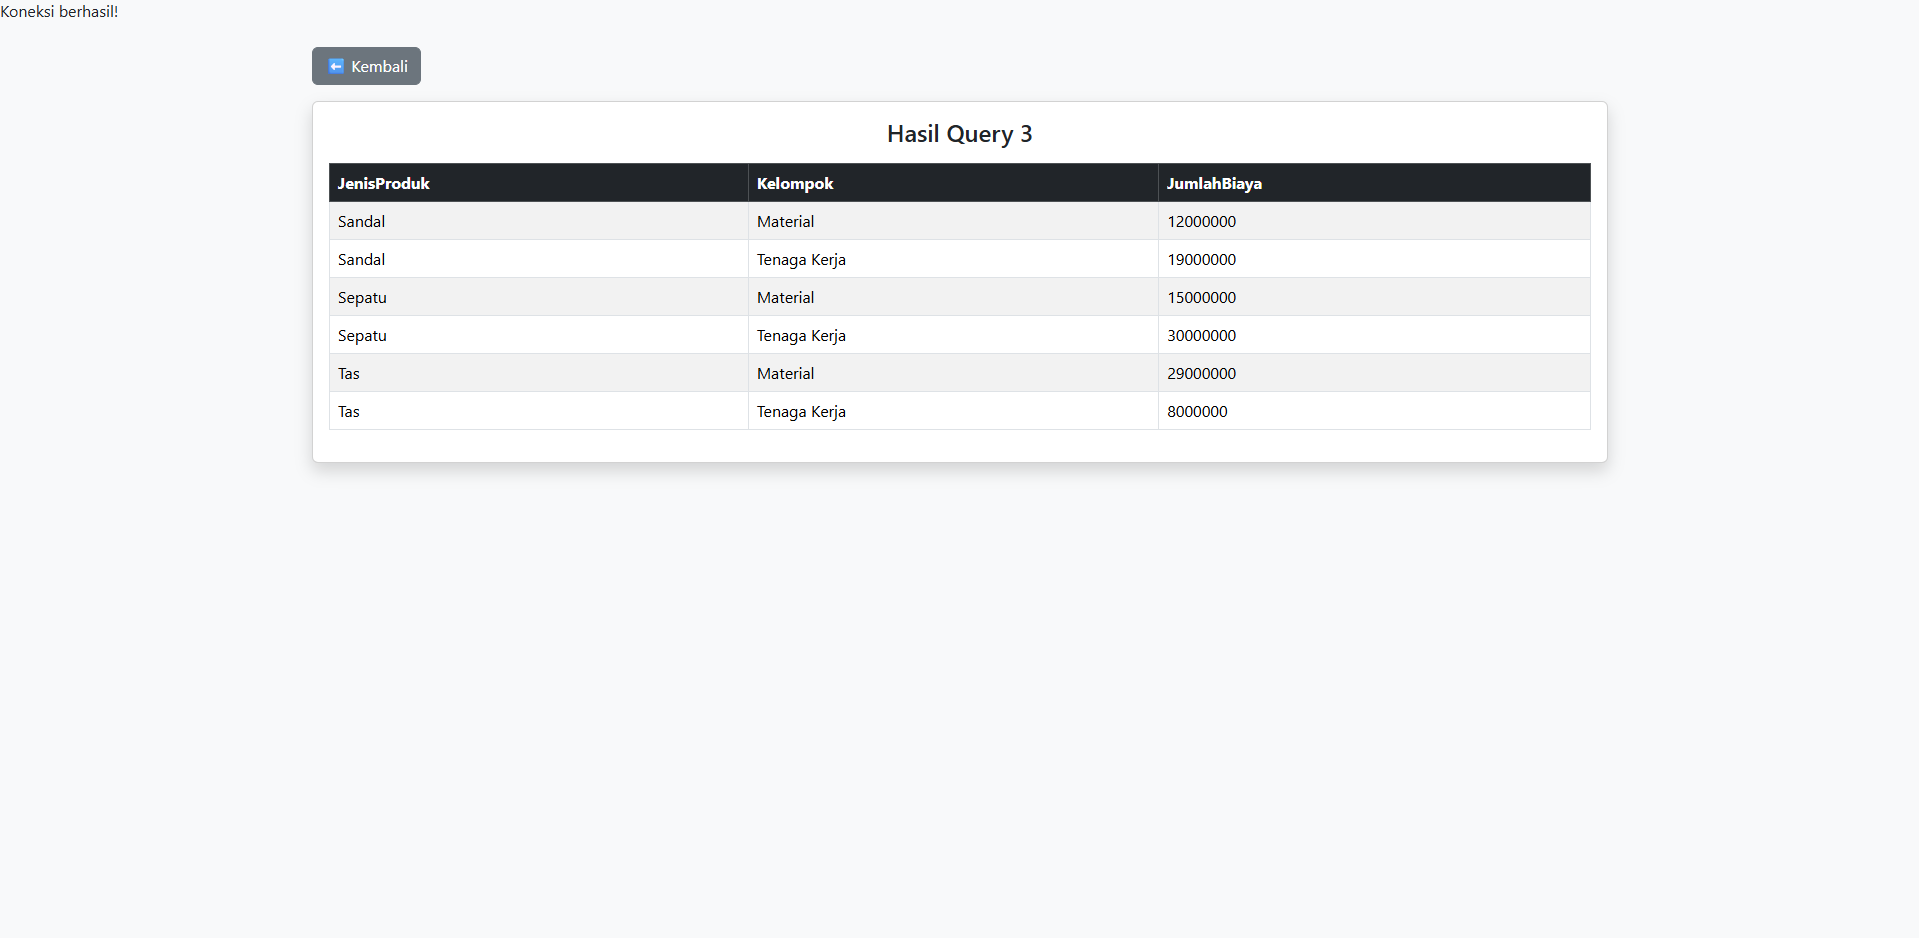 Koneksi berhasil!
Kembali
Hasil Query 3
JenisProduk Kelompok JumlahBiaya
Sandal Material 12000000
Sandal Tenaga Kerja 19000000
Sepatu Material 15000000
Sepatu Tenaga Kerja 30000000
Tas Material 29000000
Tas Tenaga Kerja 8000000